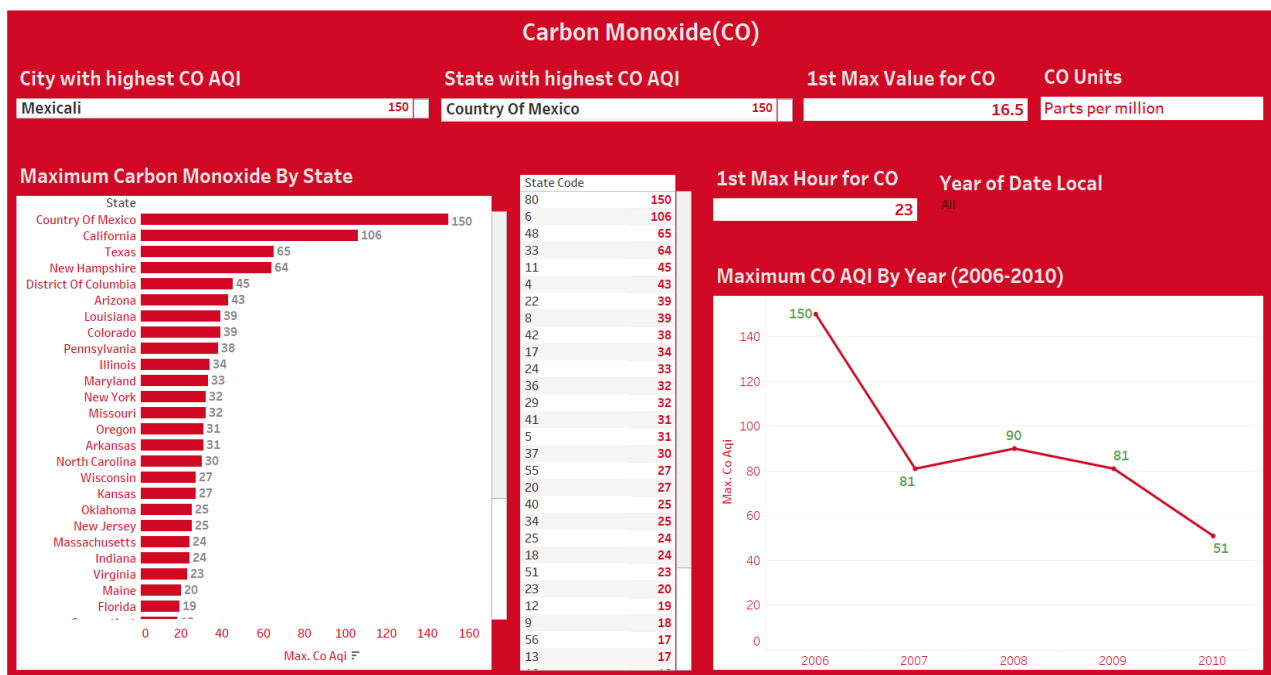 Carbon Monoxide(CO)
City with highest CO AQI
Mexicali 150
State with highest CO AQI
Country Of Mexico 150
1st Max Value for CO
16.5
CO Units
Parts per million
Maximum Carbon Monoxide By State
State
Country Of Mexico 150
California 106
Texas 65
New Hampshire 64
District Of Columbia 45
Arizona 43
Louisiana 39
Colorado 39
Pennsylvania 38
Illinois 34
Maryland 33
New York 32
Missouri 32
Oregon 31
Arkansas 31
North Carolina 30
Wisconsin 27
Kansas 27
Oklahoma 25
New Jersey 25
Massachusetts 24
Indiana 24
Virginia 23
Maine 20
Florida 19
0 20 40 60 80 100 120 140 160
Max. Co Aqi
State Code
80 150
6 106
48 65
33 64
11 45
4 43
22 39
8 39
42 38
17 34
24 33
36 32
29 32
41 31
5 31
37 30
55 27
20 27
40 25
34 25
25 24
18 24
51 23
23 20
12 19
9 18
56 17
13 17
1st Max Hour for CO
23
Year of Date Local
All
Maximum CO AQI By Year (2006-2010)
Max. Co Aqi
140
120
100
80
60
40
20
0
150
81
90
81
51
2006 2007 2008 2009 2010